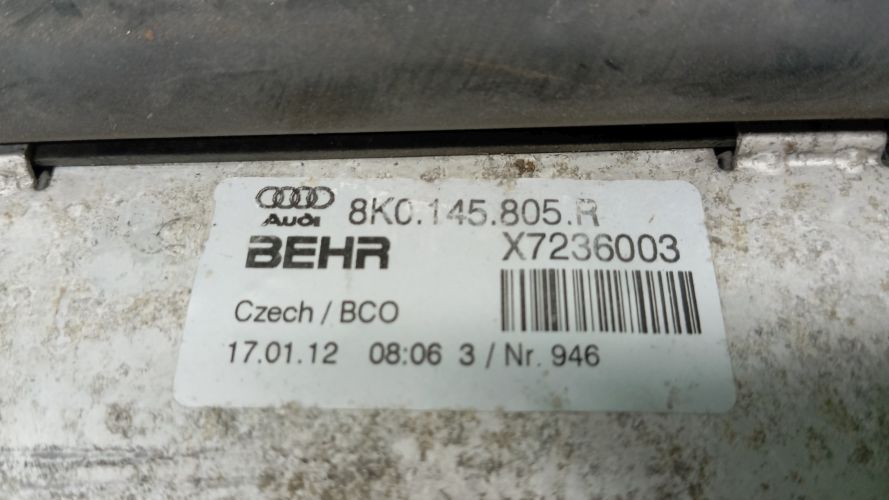 Audi 8K0.145.805.R
BEHR X7236003
Czech / BCO
17.01.12 08:06 3 / Nr. 946